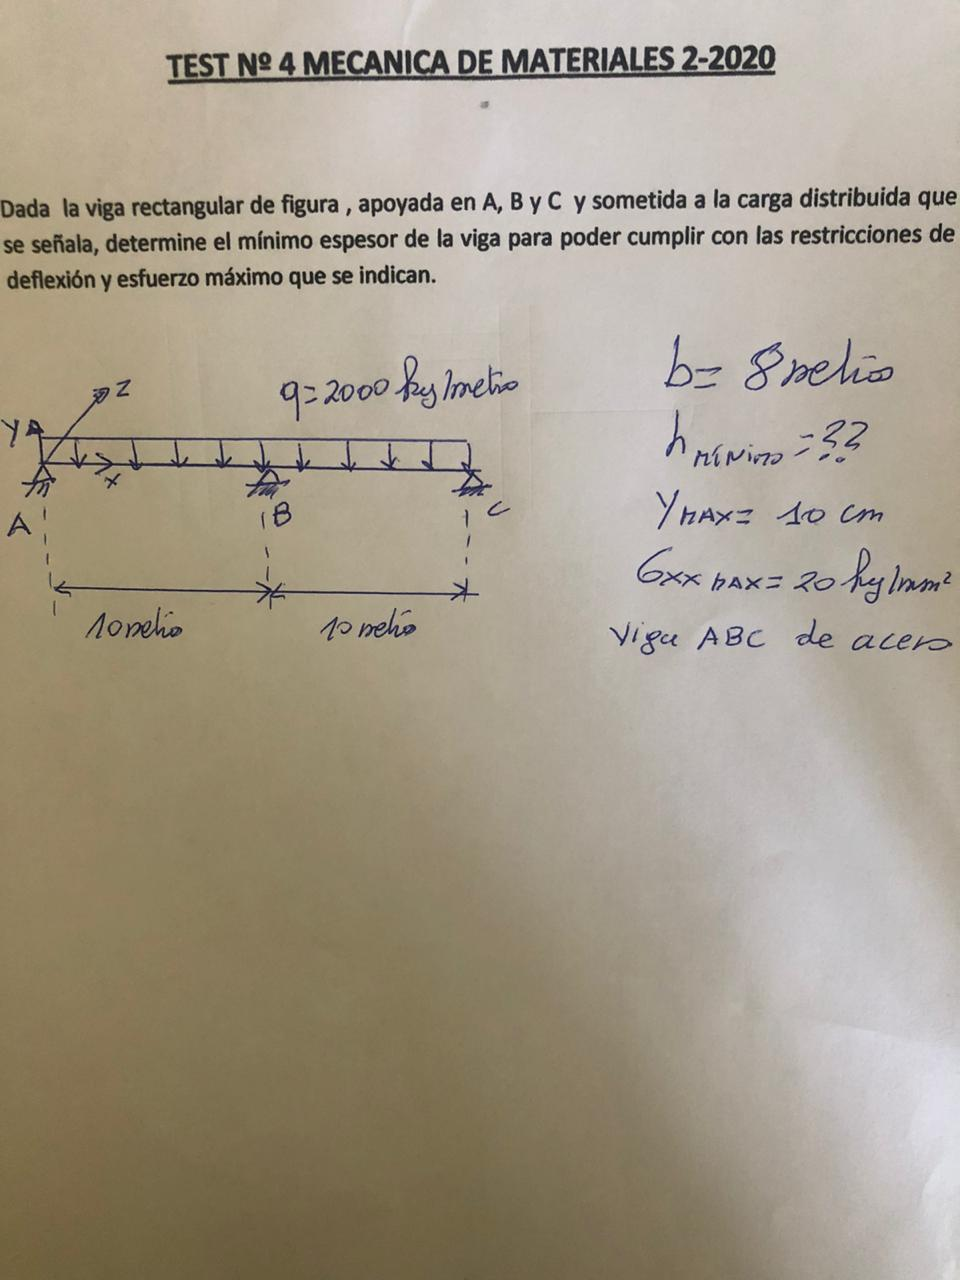 TEST Nº 4 MECANICA DE MATERIALES 2-2020
Dada la viga rectangular de figura , apoyada en A, B y C y sometida a la carga distribuida que
se señala, determine el mínimo espesor de la viga para poder cumplir con las restricciones de
deflexión y esfuerzo máximo que se indican.
Z
q=2000 kg/metro
Y
x
A
B
C
10 metro
10 metro
b= 8 metro
h MÍNIMO =??
YMAX= 10 cm
σxx MAX= 20 kg/mm²
Viga ABC de acero